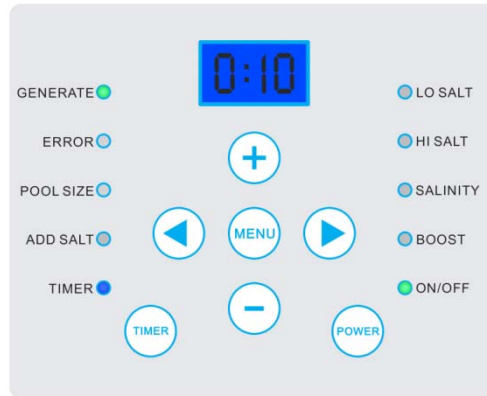 0:10
GENERATE
LO SALT
ERROR
HI SALT
+
POOL SIZE
SALINITY
ADD SALT
MENU
BOOST
TIMER
ON/OFF
−
TIMER
POWER